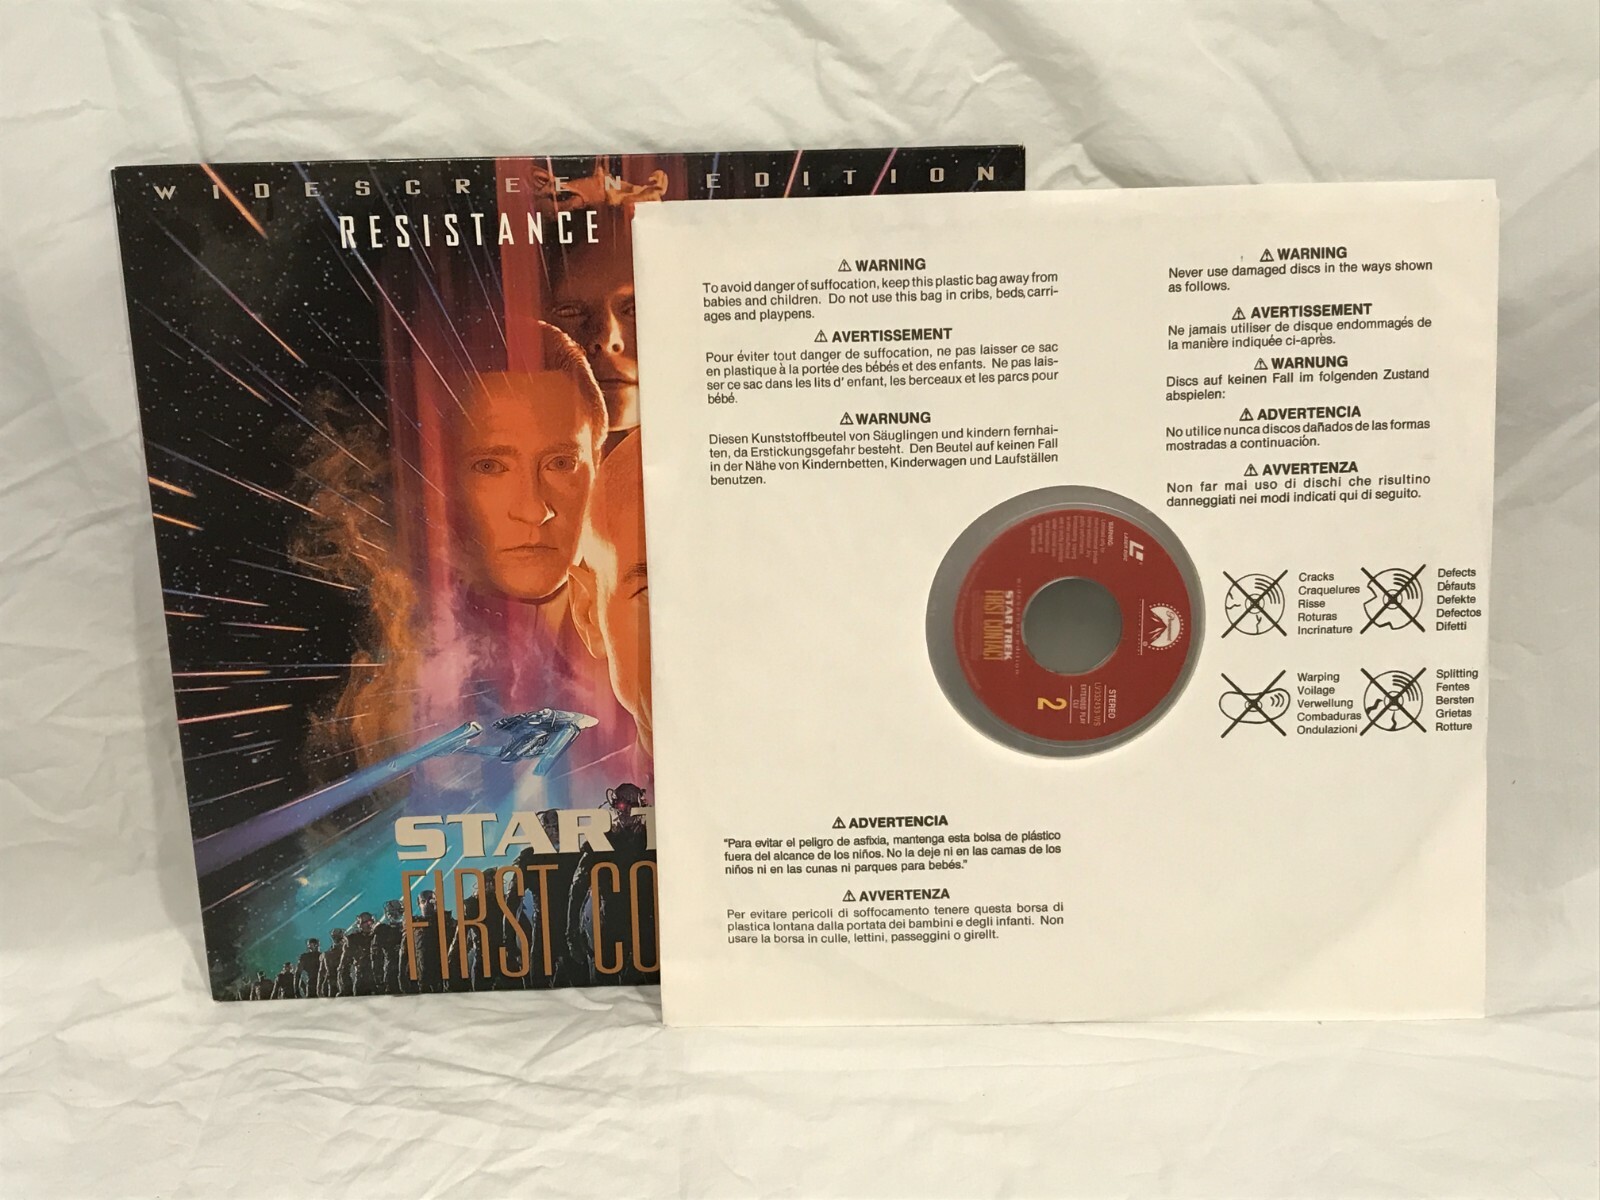 WIDESCREEN EDITION
RESISTANCE
STAR T
FIRST CO
⚠ WARNING
To avoid danger of suffocation, keep this plastic bag away from
babies and children. Do not use this bag in cribs, beds, carri-
ages and playpens.
⚠ AVERTISSEMENT
Pour éviter tout danger de suffocation, ne pas laisser ce sac
en plastique à la portée des bébés et des enfants. Ne pas lais-
ser ce sac dans les lits d' enfant, les berceaux et les parcs pour
bébé.
⚠ WARNUNG
Diesen Kunststoffbeutel von Säuglingen und kindern fernhal-
ten, da Erstickungsgefahr besteht. Den Beutel auf keinen Fall
in der Nähe von Kindernbetten, Kinderwagen und Laufställen
benutzen.
⚠ ADVERTENCIA
"Para evitar el peligro de asfixia, mantenga esta bolsa de plástico
fuera del alcance de los niños. No la deje ni en las camas de los
niños ni en las cunas ni parques para bebés."
⚠ AVVERTENZA
Per evitare pericoli di soffocamento tenere questa borsa di
plastica lontana dalla portata dei bambini e degli infanti. Non
usare la borsa in culle, lettini, passeggini o girellt.
⚠ WARNING
Never use damaged discs in the ways shown
as follows.
⚠ AVERTISSEMENT
Ne jamais utiliser de disque endommagés de
la manière indiquée ci-après.
⚠ WARNUNG
Discs auf keinen Fall im folgenden Zustand
abspielen:
⚠ ADVERTENCIA
No utilice nunca discos dañados de las formas
mostradas a continuación.
⚠ AVVERTENZA
Non far mai uso di dischi che risultino
danneggiati nei modi indicati qui di seguito.
Cracks
Craquelures
Risse
Roturas
Incrinature
Defects
Défauts
Defekte
Defectos
Difetti
Warping
Voilage
Verwellung
Combaduras
Ondulazioni
Splitting
Fentes
Bersten
Grietas
Rotture
WARNING
LASER DISC
Paramount
STAR TREK
FIRST CONTACT
STEREO
EXTENDED PLAY
CLV
2